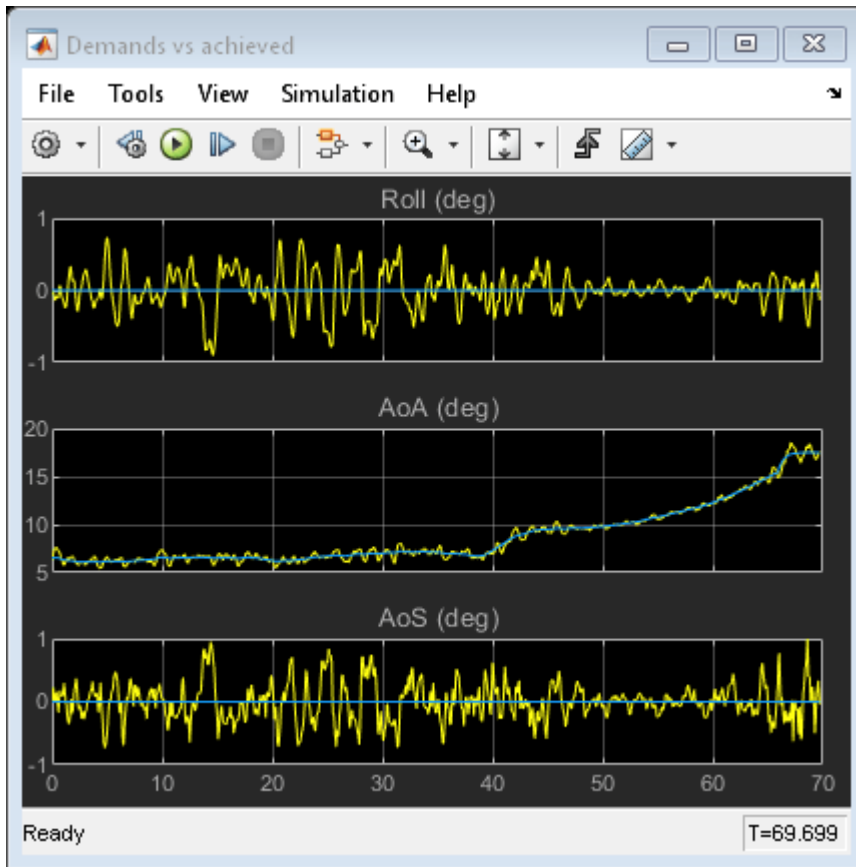 Demands vs achieved
File Tools View Simulation Help
Roll (deg)
1
0
-1
AoA (deg)
20
15
10
5
AoS (deg)
1
0
-1
0 10 20 30 40 50 60 70
Ready T=69.699